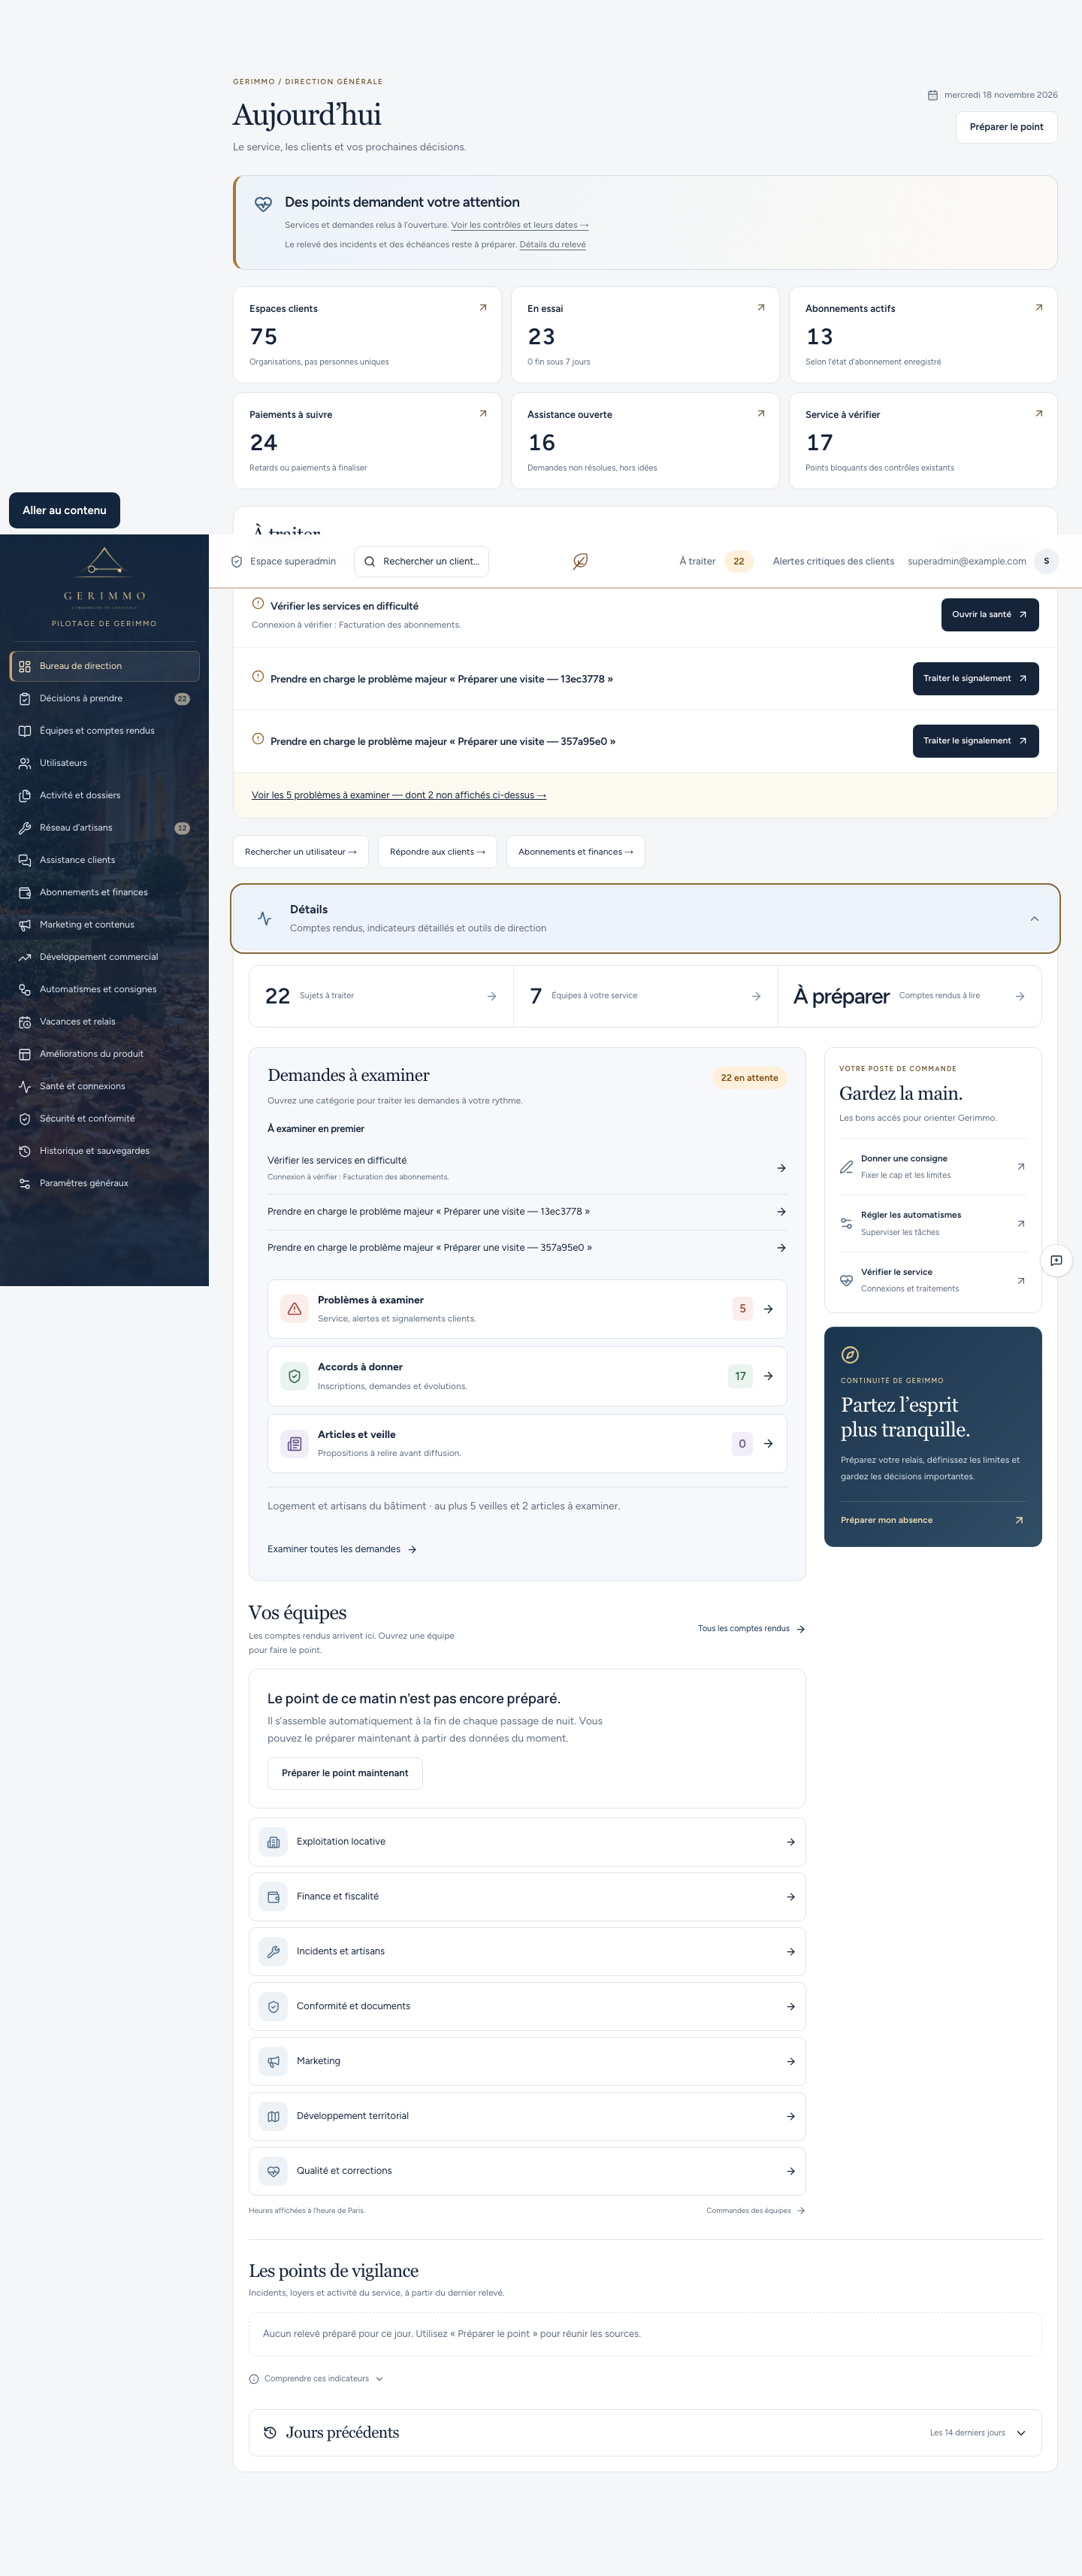 GERIMMO / DIRECTION GÉNÉRALE
Aujourd’hui
Le service, les clients et vos prochaines décisions.
mercredi 18 novembre 2026
Préparer le point
Des points demandent votre attention
Services et demandes relus à l’ouverture. Voir les contrôles et leurs dates →
Le relevé des incidents et des échéances reste à préparer. Détails du relevé
Espaces clients
75
Organisations, pas personnes uniques
En essai
23
0 fin sous 7 jours
Abonnements actifs
13
Selon l’état d’abonnement enregistré
Paiements à suivre
24
Retards ou paiements à finaliser
Assistance ouverte
16
Demandes non résolues, hors idées
Service à vérifier
17
Points bloquants des contrôles existants
Aller au contenu
À traiter
Espace superadmin
Rechercher un client...
À traiter 22
Alertes critiques des clients
superadmin@example.com
S
GERIMMO
PILOTAGE DE GERIMMO
Bureau de direction
Décisions à prendre 22
Équipes et comptes rendus
Utilisateurs
Activité et dossiers
Réseau d’artisans 12
Assistance clients
Abonnements et finances
Marketing et contenus
Développement commercial
Automatismes et consignes
Vacances et relais
Améliorations du produit
Santé et connexions
Sécurité et conformité
Historique et sauvegardes
Paramètres généraux
Vérifier les services en difficulté
Connexion à vérifier : Facturation des abonnements.
Ouvrir la santé
Prendre en charge le problème majeur « Préparer une visite — 13ec3778 »
Traiter le signalement
Prendre en charge le problème majeur « Préparer une visite — 357a95e0 »
Traiter le signalement
Voir les 5 problèmes à examiner — dont 2 non affichés ci-dessus →
Rechercher un utilisateur →
Répondre aux clients →
Abonnements et finances →
Détails
Comptes rendus, indicateurs détaillés et outils de direction
22 Sujets à traiter
7 Équipes à votre service
À préparer Comptes rendus à lire
Demandes à examiner
22 en attente
Ouvrez une catégorie pour traiter les demandes à votre rythme.
À examiner en premier
Vérifier les services en difficulté
Connexion à vérifier : Facturation des abonnements.
Prendre en charge le problème majeur « Préparer une visite — 13ec3778 »
Prendre en charge le problème majeur « Préparer une visite — 357a95e0 »
Problèmes à examiner
Service, alertes et signalements clients.
5
Accords à donner
Inscriptions, demandes et évolutions.
17
Articles et veille
Propositions à relire avant diffusion.
0
Logement et artisans du bâtiment · au plus 5 veilles et 2 articles à examiner.
Examiner toutes les demandes
VOTRE POSTE DE COMMANDE
Gardez la main.
Les bons accès pour orienter Gerimmo.
Donner une consigne
Fixer le cap et les limites
Régler les automatismes
Superviser les tâches
Vérifier le service
Connexions et traitements
CONTINUITÉ DE GERIMMO
Partez l’esprit
plus tranquille.
Préparez votre relais, définissez les limites et
gardez les décisions importantes.
Préparer mon absence
Vos équipes
Les comptes rendus arrivent ici. Ouvrez une équipe
pour faire le point.
Tous les comptes rendus
Le point de ce matin n’est pas encore préparé.
Il s’assemble automatiquement à la fin de chaque passage de nuit. Vous
pouvez le préparer maintenant à partir des données du moment.
Préparer le point maintenant
Exploitation locative
Finance et fiscalité
Incidents et artisans
Conformité et documents
Marketing
Développement territorial
Qualité et corrections
Heures affichées à l’heure de Paris.
Commandes des équipes
Les points de vigilance
Incidents, loyers et activité du service, à partir du dernier relevé.
Aucun relevé préparé pour ce jour. Utilisez « Préparer le point » pour réunir les sources.
Comprendre ces indicateurs
Jours précédents
Les 14 derniers jours